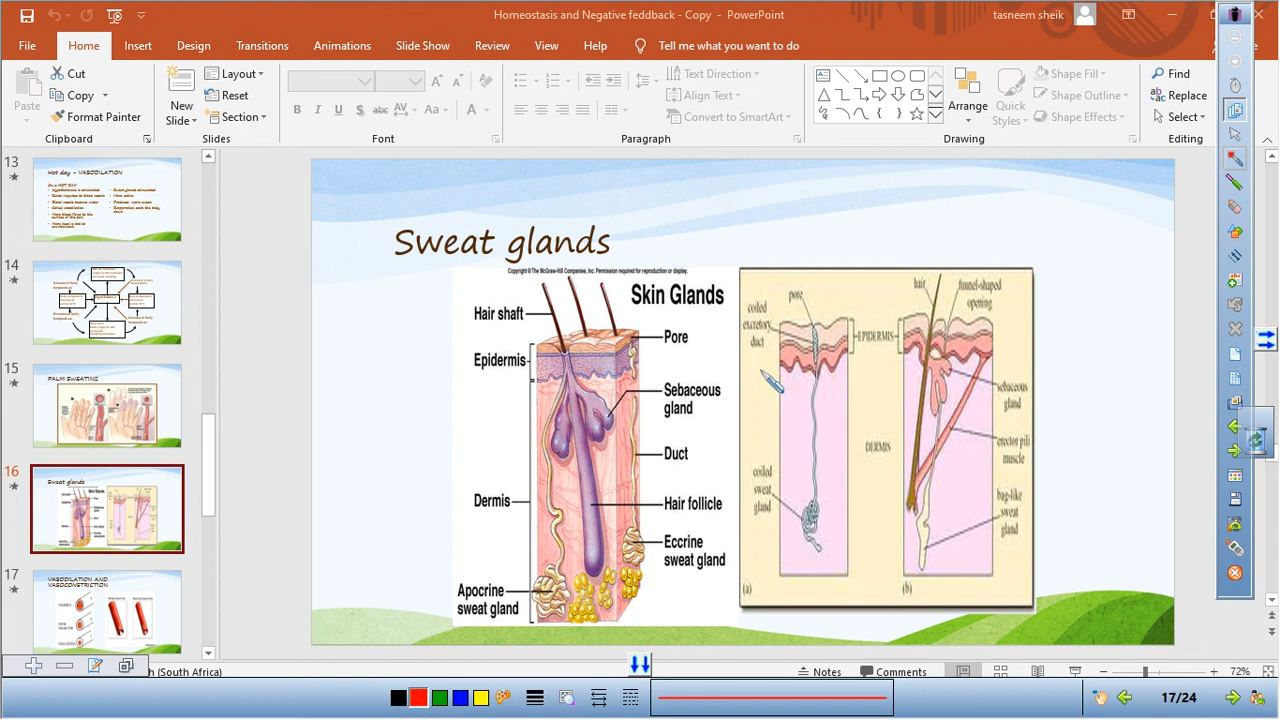 Homeostasis and Negative feddback - Copy - PowerPoint
tasneem sheik
File Home Insert Design Transitions Animations Slide Show Review View Help Tell me what you want to do
Paste
Cut
Copy
Format Painter
Clipboard
New Slide
Layout
Reset
Section
Slides
B I U S abc AV Aa A
Font
Text Direction
Align Text
Convert to SmartArt
Paragraph
Arrange
Quick Styles
Shape Fill
Shape Outline
Shape Effects
Drawing
Find
Replace
Select
Editing
13
Hot day - VASODILATION
14
15
PALM SWEATING
16
Sweat glands
17
VASODILATION AND VASOCONSTRICTION
Sweat glands
Copyright © The McGraw-Hill Companies, Inc. Permission required for reproduction or display.
Skin Glands
Hair shaft
Pore
Epidermis
Sebaceous gland
Duct
Dermis
Hair follicle
Eccrine sweat gland
Apocrine sweat gland
pore
coiled excretory duct
EPIDERMIS
hair
funnel-shaped opening
sebaceous gland
DERMIS
erector pili muscle
coiled sweat gland
bag-like sweat gland
(a)
(b)
h (South Africa)
Notes
Comments
72%
17/24